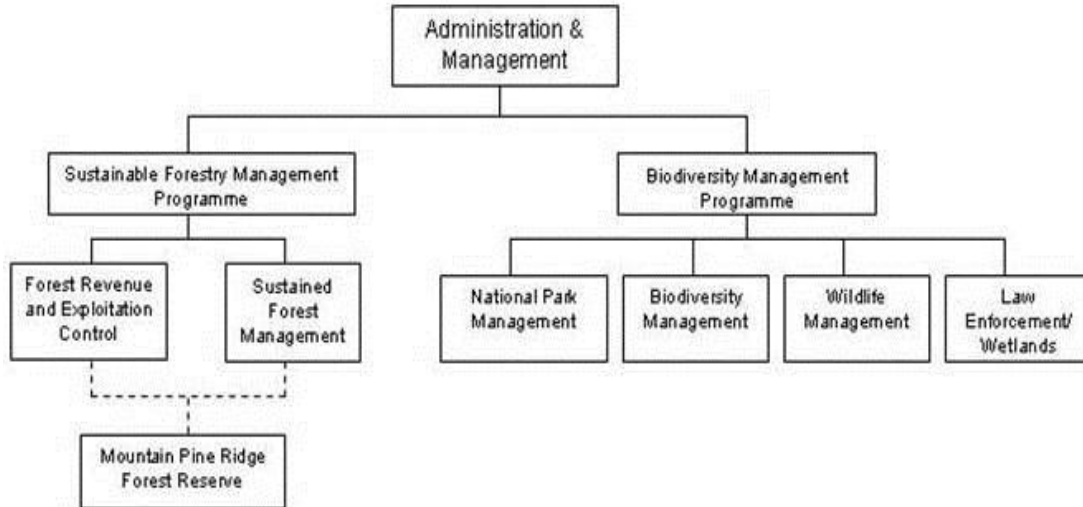 Administration &
Management
Sustainable Forestry Management
Programme
Biodiversity Management
Programme
Forest Revenue
and Exploitation
Control
Sustained
Forest
Management
National Park
Management
Biodiversity
Management
Wildlife
Management
Law
Enforcement/
Wetlands
Mountain Pine Ridge
Forest Reserve